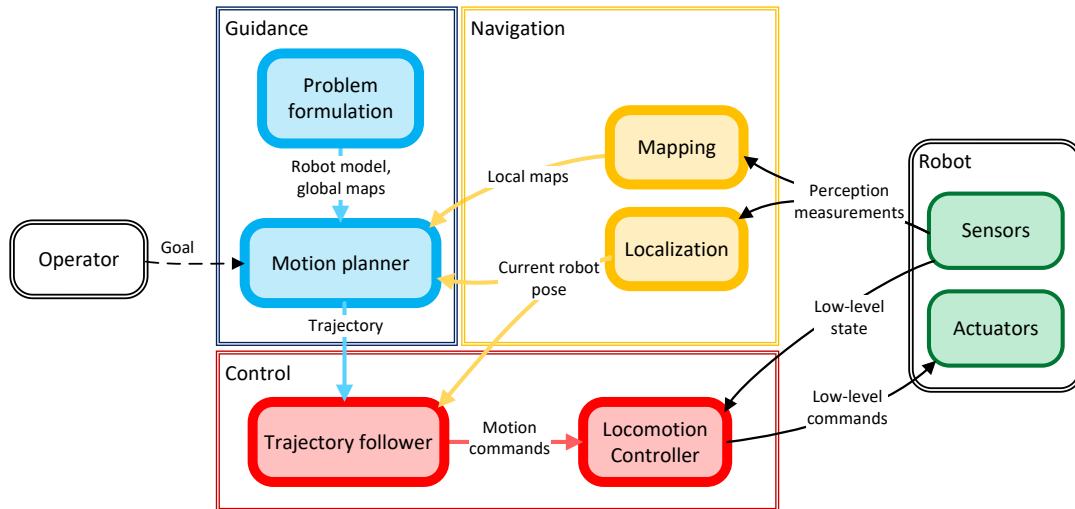 Guidance
Navigation
Problem
formulation
Mapping
Robot
Robot model,
global maps
Local maps
Perception
measurements
Sensors
Operator
Goal
Motion planner
Localization
Current robot
pose
Trajectory
Low-level
state
Actuators
Control
Low-level
commands
Trajectory follower
Motion
commands
Locomotion
Controller